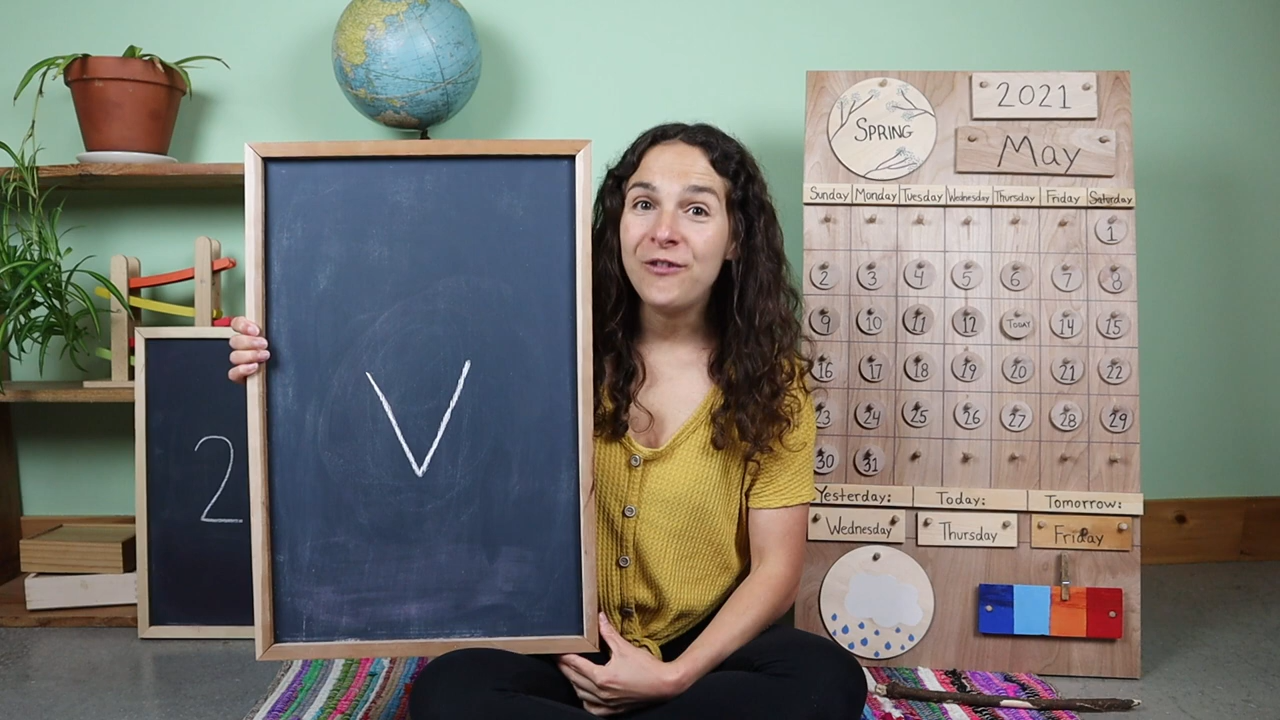 V
2
SPRING
2021
May
Sunday Monday Tuesday Wednesday Thursday Friday Saturday
1
2 3 4 5 6 7 8
9 10 11 12 TODAY 14 15
16 17 18 19 20 21 22
23 24 25 26 27 28 29
30 31
Yesterday: Today: Tomorrow:
Wednesday Thursday Friday